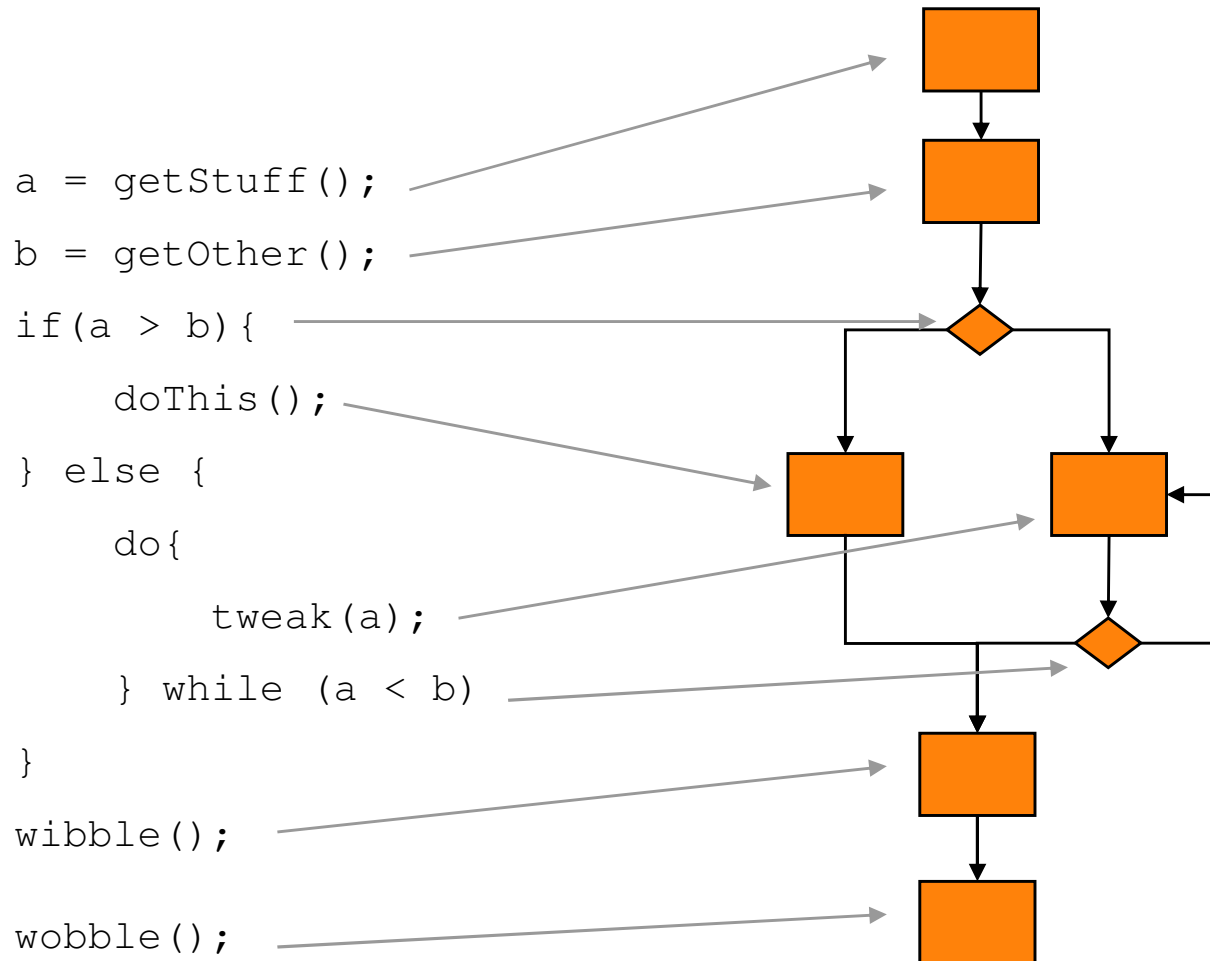 a = getStuff();
b = getOther();
if(a > b){
doThis();
} else {
do{
tweak(a);
} while (a < b)
}
wibble();
wobble();